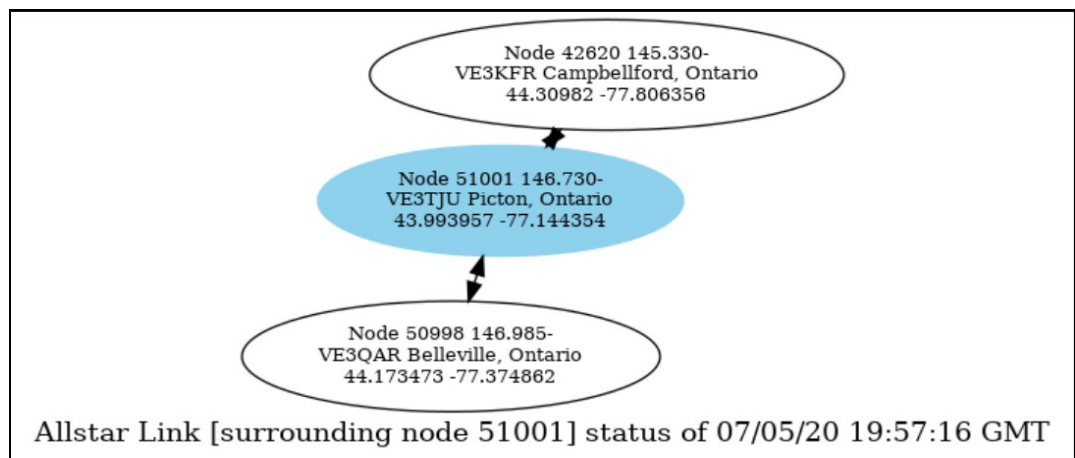 Node 42620 145.330-
VE3KFR Campbellford, Ontario
44.30982 -77.806356
Node 51001 146.730-
VE3TJU Picton, Ontario
43.993957 -77.144354
Node 50998 146.985-
VE3QAR Belleville, Ontario
44.173473 -77.374862
Allstar Link [surrounding node 51001] status of 07/05/20 19:57:16 GMT